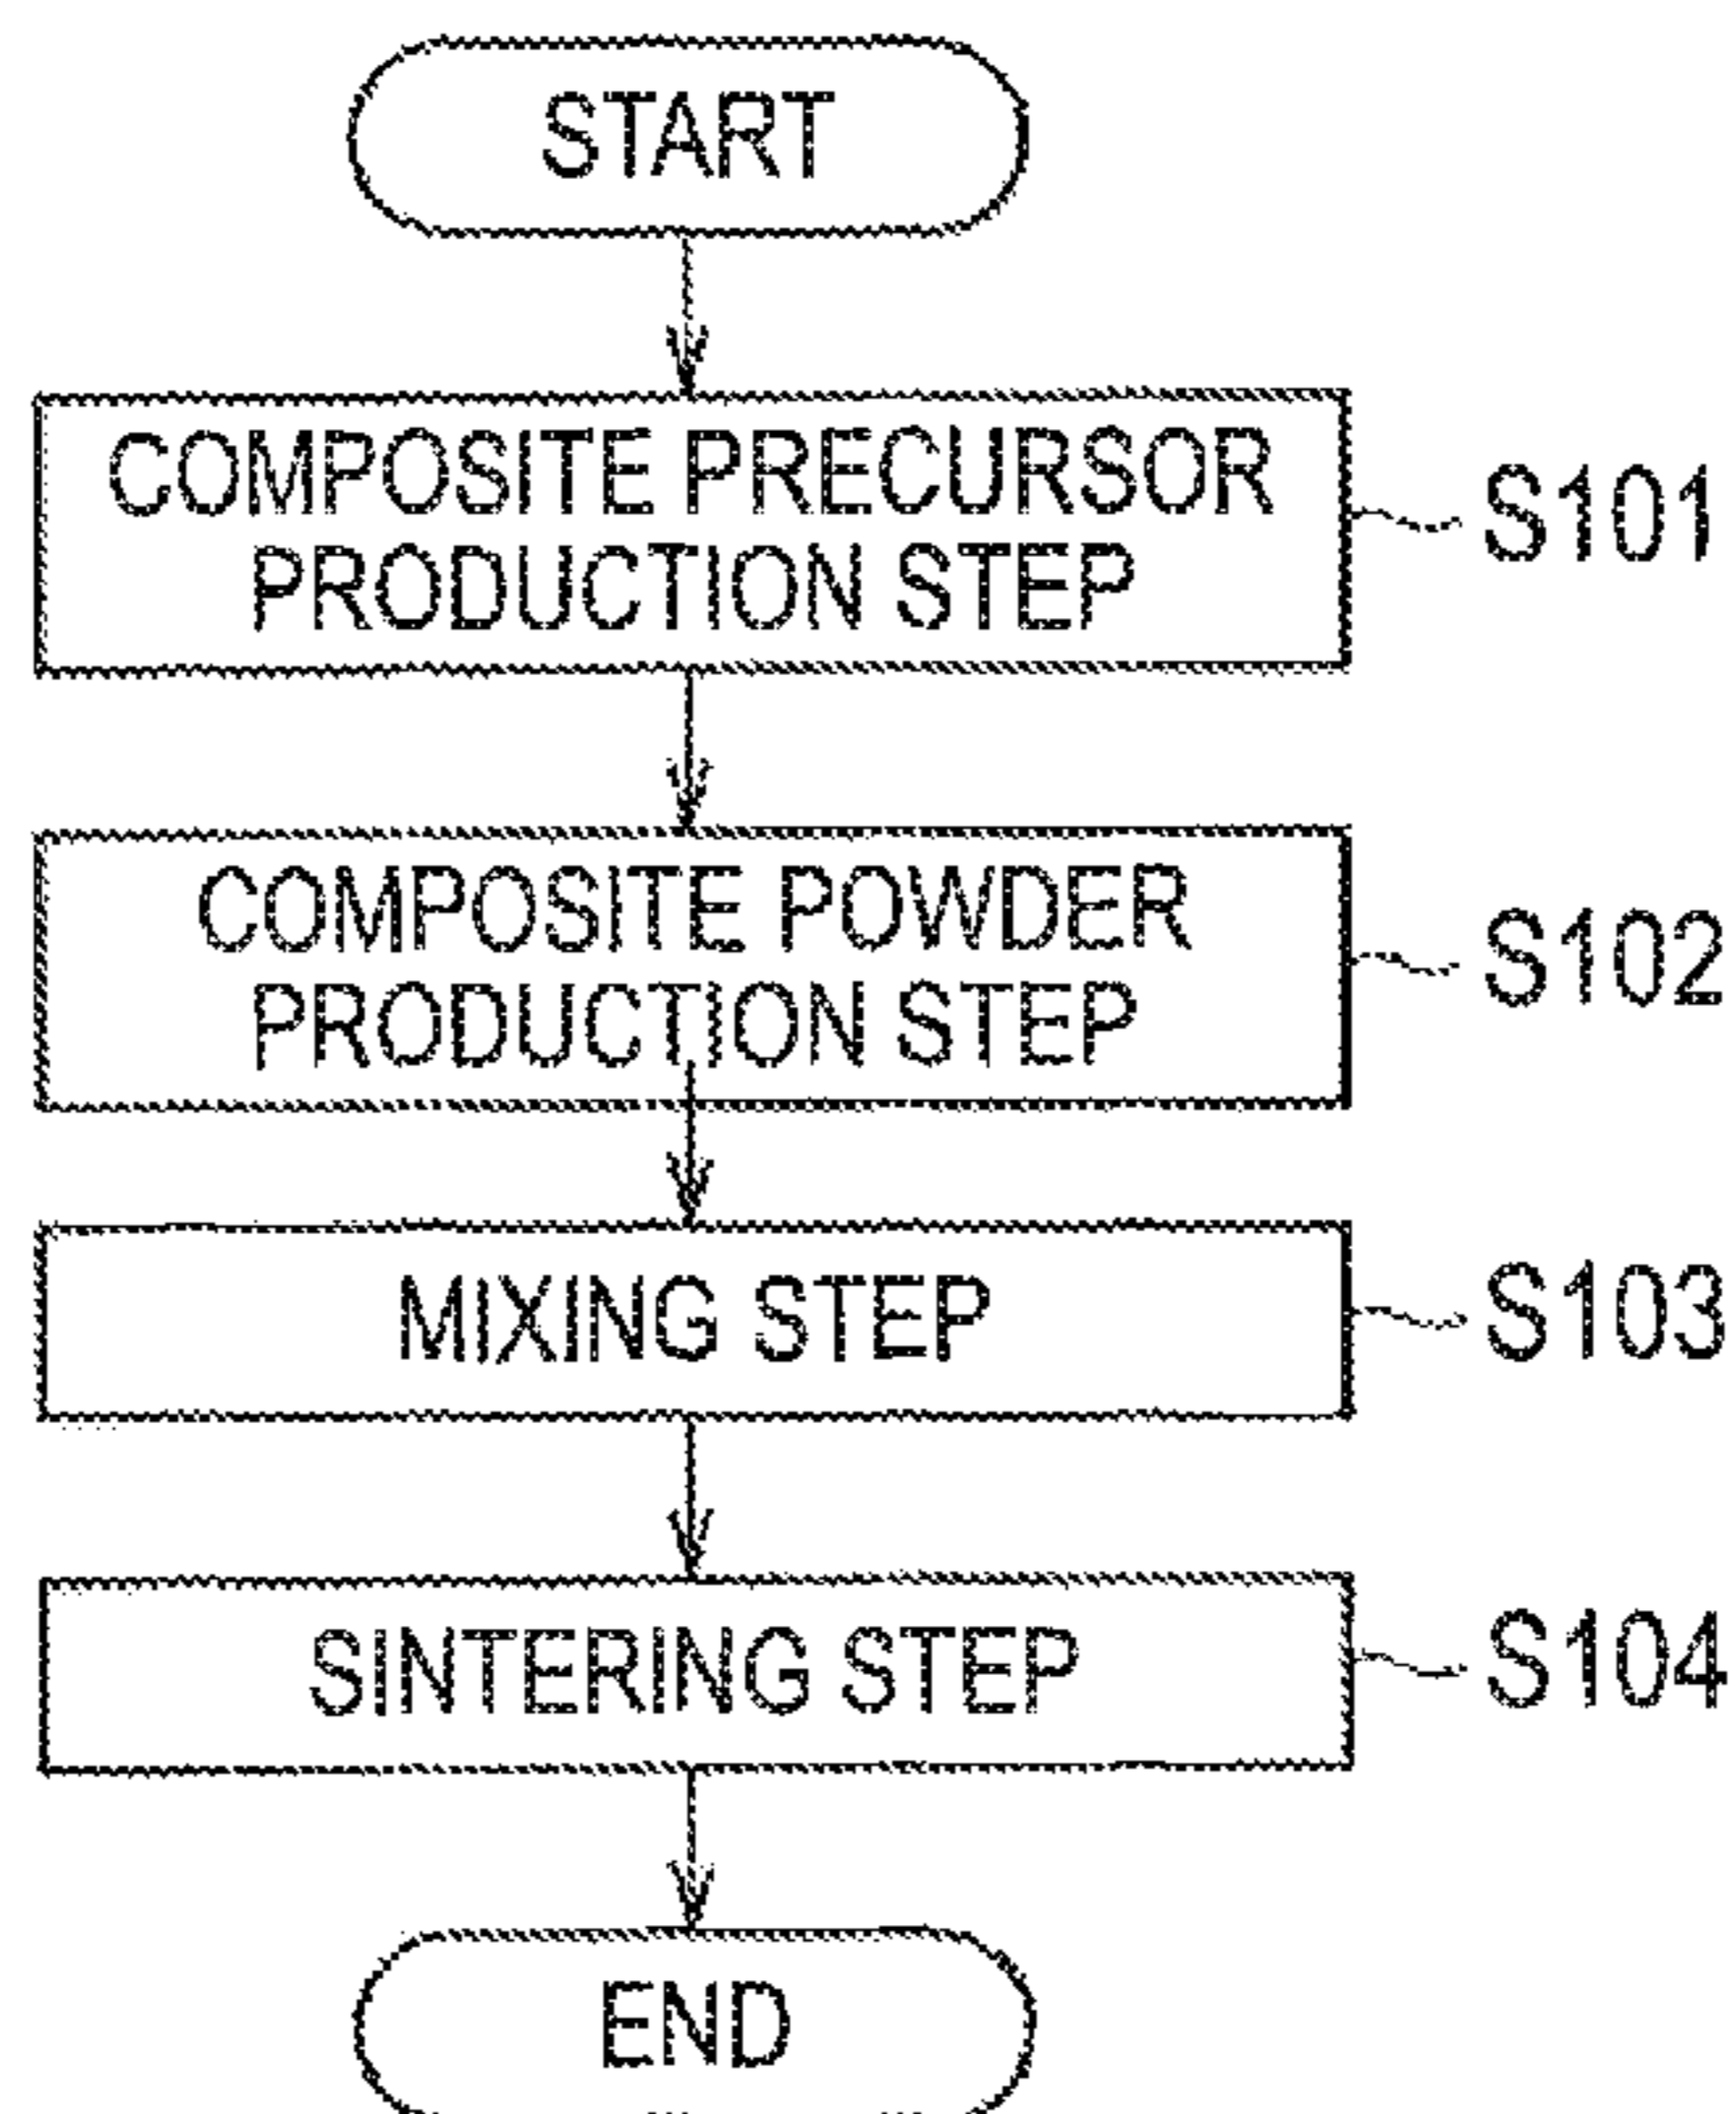 START
COMPOSITE PRECURSOR
PRODUCTION STEP
S101
COMPOSITE POWDER
PRODUCTION STEP
S102
MIXING STEP
S103
SINTERING STEP
S104
END